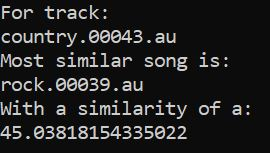 For track:
country.00043.au
Most similar song is:
rock.00039.au
With a similarity of a:
45.03818154335022